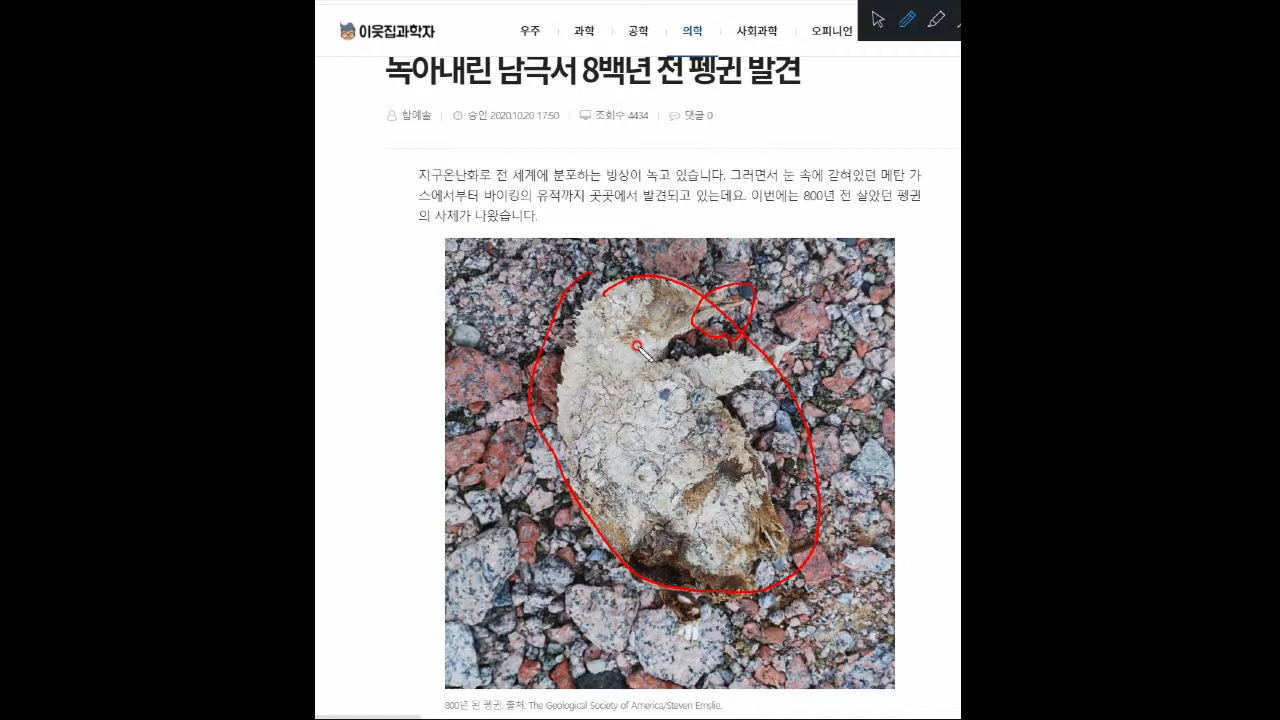 이웃집과학자
우주 과학 공학 의학 사회과학 오피니언
녹아내린 남극서 8백년 전 펭귄 발견
함예솔 승인 2020.10.20 17:50 조회수 4434 댓글 0
지구온난화로 전 세계에 분포하는 빙상이 녹고 있습니다. 그러면서 눈 속에 갇혀있던 메탄 가
스에서부터 바이킹의 유적까지 곳곳에서 발견되고 있는데요. 이번에는 800년 전 살았던 펭귄
의 사체가 나왔습니다.
800년 된 펭귄. 출처: The Geological Society of America/Steven Emslie.